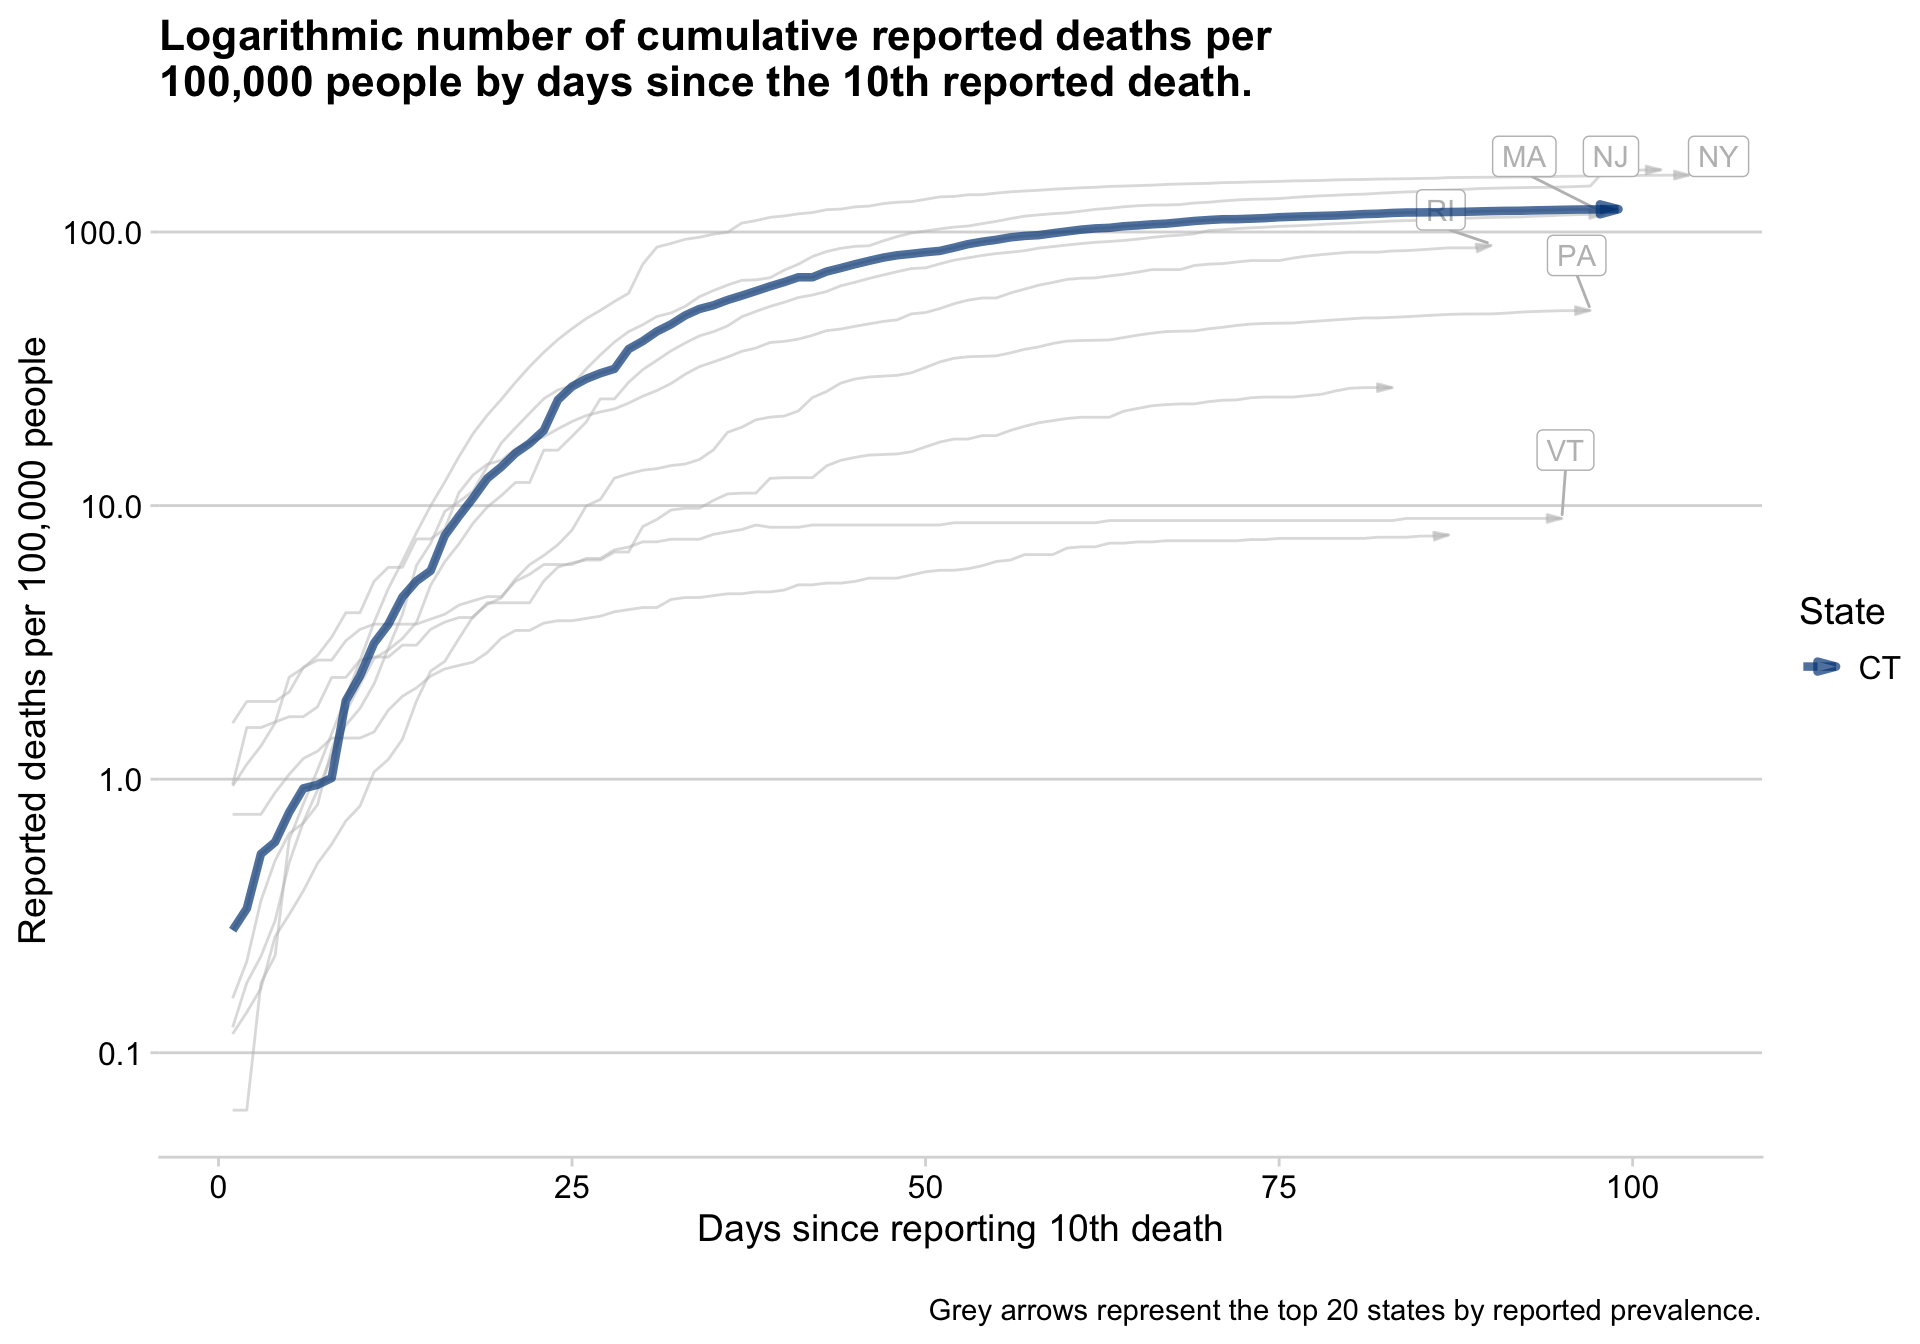 Logarithmic number of cumulative reported deaths per
100,000 people by days since the 10th reported death.
MA
NJ
NY
RI
PA
VT
100.0
10.0
1.0
0.1
Reported deaths per 100,000 people
0
25
50
75
100
Days since reporting 10th death
State
CT
Grey arrows represent the top 20 states by reported prevalence.